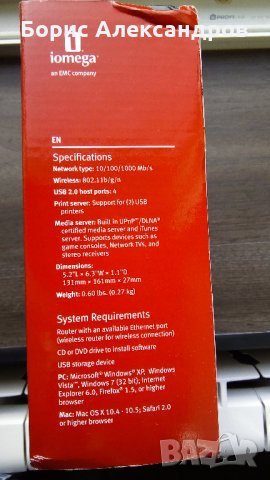 Борис Александров
iomega®
an EMC company
EN
Specifications
Network type: 10/100/1000 Mb/s
Wireless: 802.11b/g/n
USB 2.0 host ports: 4
Print server: Support for (2) USB
printers
Media server: Built in UPnP™/DLNA®
certified media server and iTunes
server. Supports devices such as
game consoles, Network TVs, and
stereo receivers
Dimensions:
5.2"L × 6.3"W × 1.1"D
131mm × 161mm × 27mm
Weight: 0.60 lbs. (0.27 kg)
System Requirements
Router with an available Ethernet port
(wireless router for wireless connection)
CD or DVD drive to install software
USB storage device
PC: Microsoft® Windows® XP, Windows
Vista™, Windows 7 (32 bit), Internet
Explorer 6.0, Firefox® 1.5, or higher
browser
Mac: Mac OS X 10.4 - 10.5; Safari 2.0
or higher browser
BAZAR